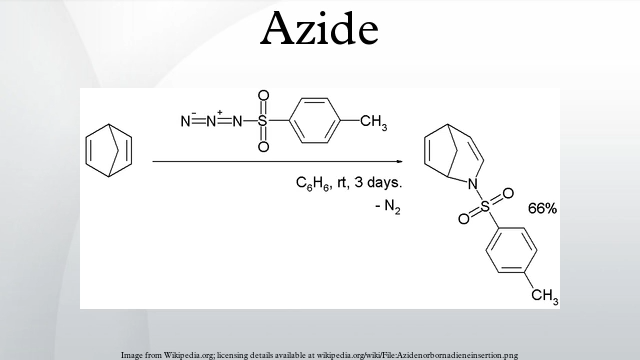 Azide
N⁻=N⁺=N-S
O
O
CH₃
C₆H₆, rt, 3 days.
- N₂
N
S
O
O
66%
CH₃
Image from Wikipedia.org; licensing details available at wikipedia.org/wiki/File:Azidenorbornadieneinsertion.png